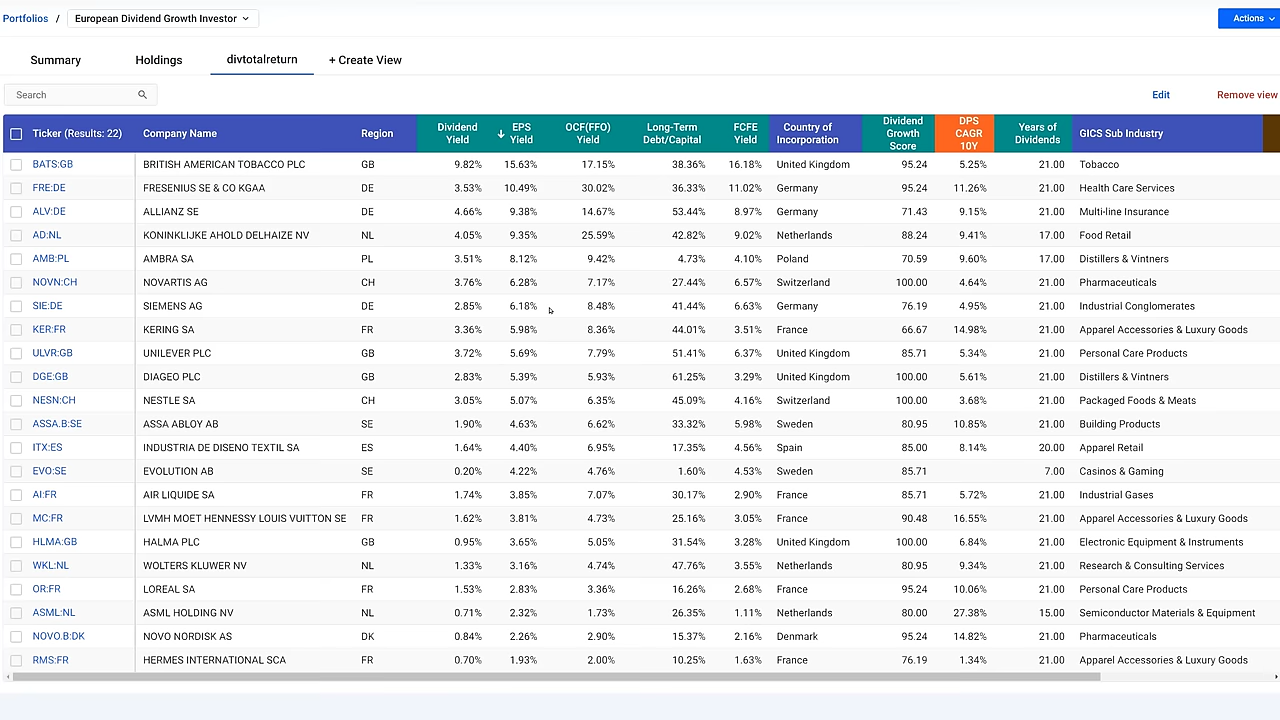 Portfolios / European Dividend Growth Investor
Actions
Summary Holdings divtotalreturn + Create View
Search Edit Remove view
Ticker (Results: 22) Company Name Region Dividend Yield EPS Yield OCF(FFO) Yield Long-Term Debt/Capital FCFE Yield Country of Incorporation Dividend Growth Score DPS CAGR 10Y Years of Dividends GICS Sub Industry
BATS:GB BRITISH AMERICAN TOBACCO PLC GB 9.82% 15.63% 17.15% 38.36% 16.18% United Kingdom 95.24 5.25% 21.00 Tobacco
FRE:DE FRESENIUS SE & CO KGAA DE 3.53% 10.49% 30.02% 36.33% 11.02% Germany 95.24 11.26% 21.00 Health Care Services
ALV:DE ALLIANZ SE DE 4.66% 9.38% 14.67% 53.44% 8.97% Germany 71.43 9.15% 21.00 Multi-line Insurance
AD:NL KONINKLIJKE AHOLD DELHAIZE NV NL 4.05% 9.35% 25.59% 42.82% 9.02% Netherlands 88.24 9.41% 17.00 Food Retail
AMB:PL AMBRA SA PL 3.51% 8.12% 9.42% 4.73% 4.10% Poland 70.59 9.60% 17.00 Distillers & Vintners
NOVN:CH NOVARTIS AG CH 3.76% 6.28% 7.17% 27.44% 6.57% Switzerland 100.00 4.64% 21.00 Pharmaceuticals
SIE:DE SIEMENS AG DE 2.85% 6.18% 8.48% 41.44% 6.63% Germany 76.19 4.95% 21.00 Industrial Conglomerates
KER:FR KERING SA FR 3.36% 5.98% 8.36% 44.01% 3.51% France 66.67 14.98% 21.00 Apparel Accessories & Luxury Goods
ULVR:GB UNILEVER PLC GB 3.72% 5.69% 7.79% 51.41% 6.37% United Kingdom 85.71 5.34% 21.00 Personal Care Products
DGE:GB DIAGEO PLC GB 2.83% 5.39% 5.93% 61.25% 3.29% United Kingdom 100.00 5.61% 21.00 Distillers & Vintners
NESN:CH NESTLE SA CH 3.05% 5.07% 6.35% 45.09% 4.16% Switzerland 100.00 3.68% 21.00 Packaged Foods & Meats
ASSA.B:SE ASSA ABLOY AB SE 1.90% 4.63% 6.62% 33.32% 5.98% Sweden 80.95 10.85% 21.00 Building Products
ITX:ES INDUSTRIA DE DISENO TEXTIL SA ES 1.64% 4.40% 6.95% 17.35% 4.56% Spain 85.00 8.14% 20.00 Apparel Retail
EVO:SE EVOLUTION AB SE 0.20% 4.22% 4.76% 1.60% 4.53% Sweden 85.71 7.00 Casinos & Gaming
AI:FR AIR LIQUIDE SA FR 1.74% 3.85% 7.07% 30.17% 2.90% France 85.71 5.72% 21.00 Industrial Gases
MC:FR LVMH MOET HENNESSY LOUIS VUITTON SE FR 1.62% 3.81% 4.73% 25.16% 3.05% France 90.48 16.55% 21.00 Apparel Accessories & Luxury Goods
HLMA:GB HALMA PLC GB 0.95% 3.65% 5.05% 31.54% 3.28% United Kingdom 100.00 6.84% 21.00 Electronic Equipment & Instruments
WKL:NL WOLTERS KLUWER NV NL 1.33% 3.16% 4.74% 47.76% 3.55% Netherlands 80.95 9.34% 21.00 Research & Consulting Services
OR:FR LOREAL SA FR 1.53% 2.83% 3.36% 16.26% 2.68% France 95.24 10.06% 21.00 Personal Care Products
ASML:NL ASML HOLDING NV NL 0.71% 2.32% 1.73% 26.35% 1.11% Netherlands 80.00 27.38% 15.00 Semiconductor Materials & Equipment
NOVO.B:DK NOVO NORDISK AS DK 0.84% 2.26% 2.90% 15.37% 2.16% Denmark 95.24 14.82% 21.00 Pharmaceuticals
RMS:FR HERMES INTERNATIONAL SCA FR 0.70% 1.93% 2.00% 10.25% 1.63% France 76.19 1.34% 21.00 Apparel Accessories & Luxury Goods